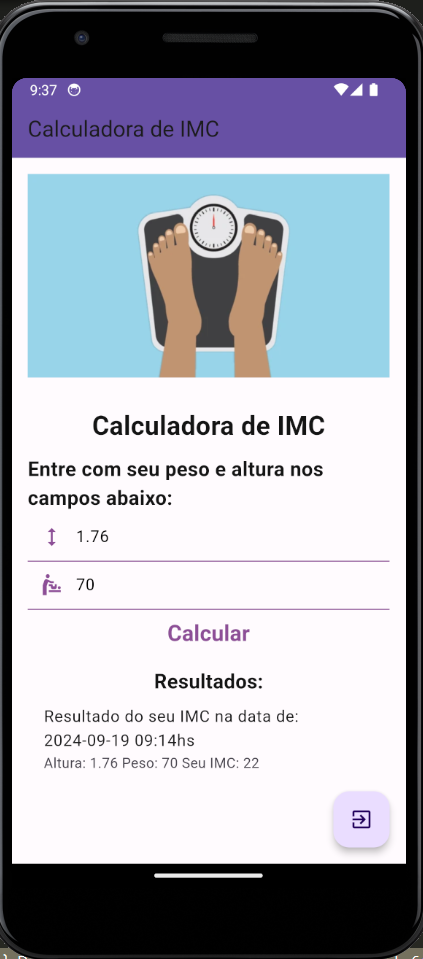 9:37
Calculadora de IMC
Calculadora de IMC
Entre com seu peso e altura nos
campos abaixo:
1.76
70
Calcular
Resultados:
Resultado do seu IMC na data de:
2024-09-19 09:14hs
Altura: 1.76 Peso: 70 Seu IMC: 22